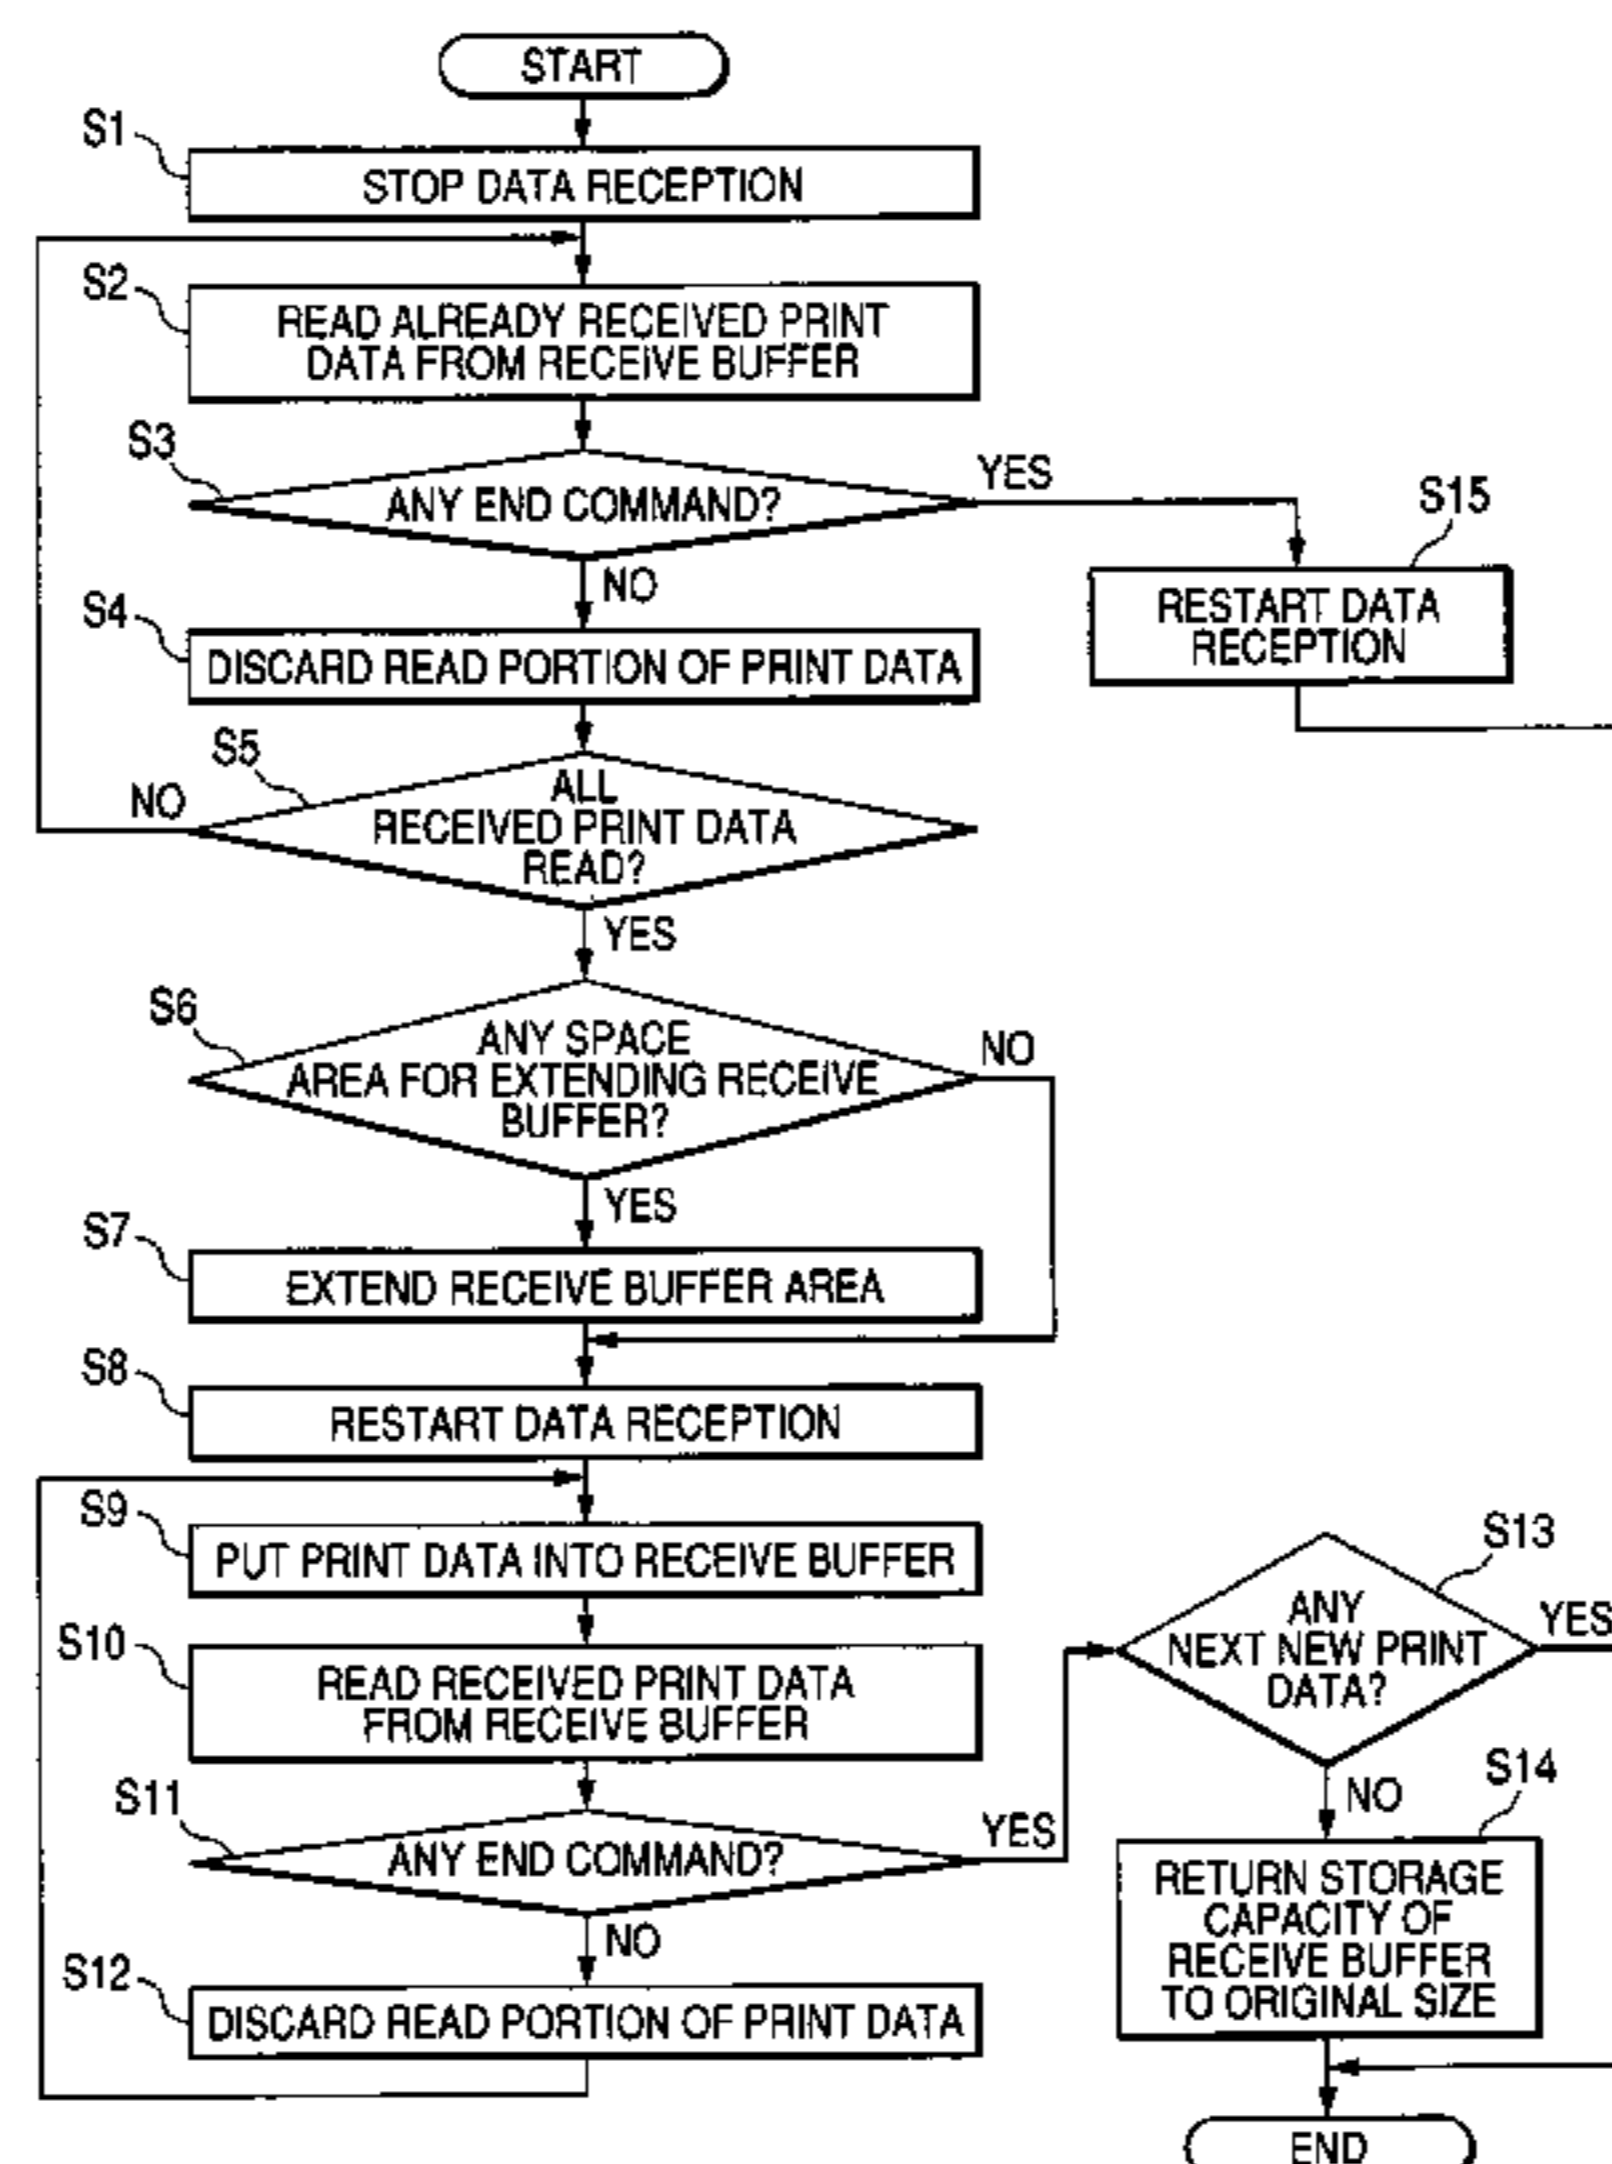 START
S1
STOP DATA RECEPTION
S2
READ ALREADY RECEIVED PRINT
DATA FROM RECEIVE BUFFER
S3
ANY END COMMAND?
YES
NO
S15
RESTART DATA
RECEPTION
S4
DISCARD READ PORTION OF PRINT DATA
S5
ALL
RECEIVED PRINT DATA
READ?
NO
YES
S6
ANY SPACE
AREA FOR EXTENDING RECEIVE
BUFFER?
NO
YES
S7
EXTEND RECEIVE BUFFER AREA
S8
RESTART DATA RECEPTION
S9
PUT PRINT DATA INTO RECEIVE BUFFER
S10
READ RECEIVED PRINT DATA
FROM RECEIVE BUFFER
S11
ANY END COMMAND?
YES
NO
S12
DISCARD READ PORTION OF PRINT DATA
S13
ANY
NEXT NEW PRINT
DATA?
YES
NO
S14
RETURN STORAGE
CAPACITY OF
RECEIVE BUFFER
TO ORIGINAL SIZE
END